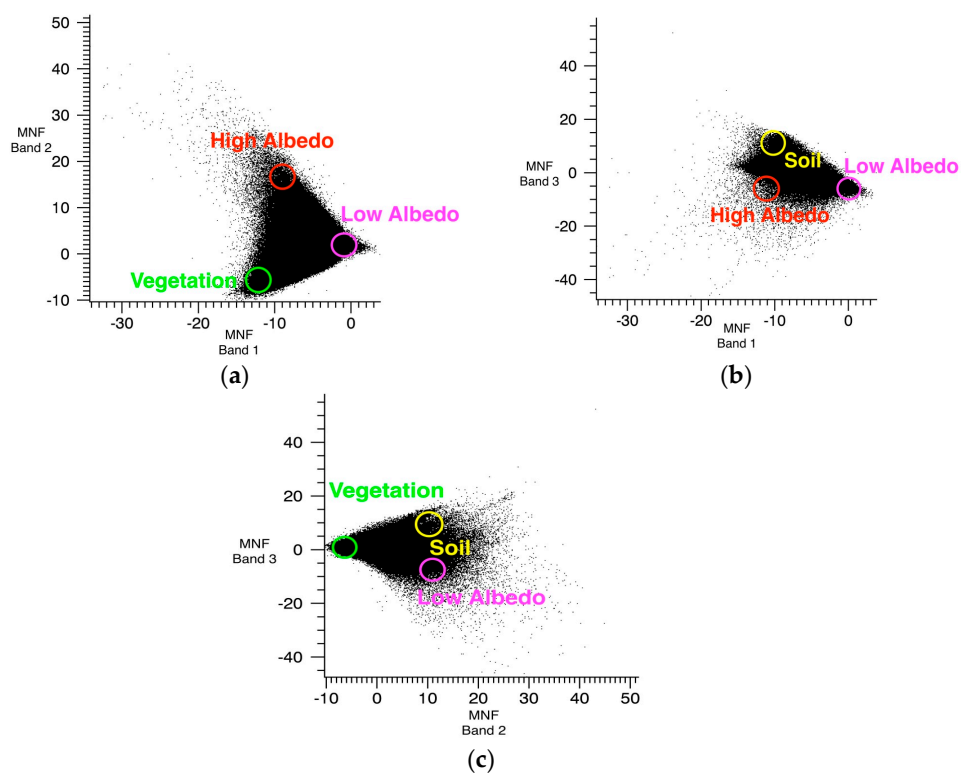 50
40
30
MNF
Band 2
High Albedo
20
10
Low Albedo
0
Vegetation
-10
-30
-20
-10
0
MNF
Band 1
(a)
40
20
Soil
Low Albedo
MNF
Band 3
0
High Albedo
-20
-40
-30
-20
-10
0
MNF
Band 1
(b)
40
20
Vegetation
MNF
Band 3
0
Soil
Low Albedo
-20
-40
-10
0
10
20
30
40
50
MNF
Band 2
(c)